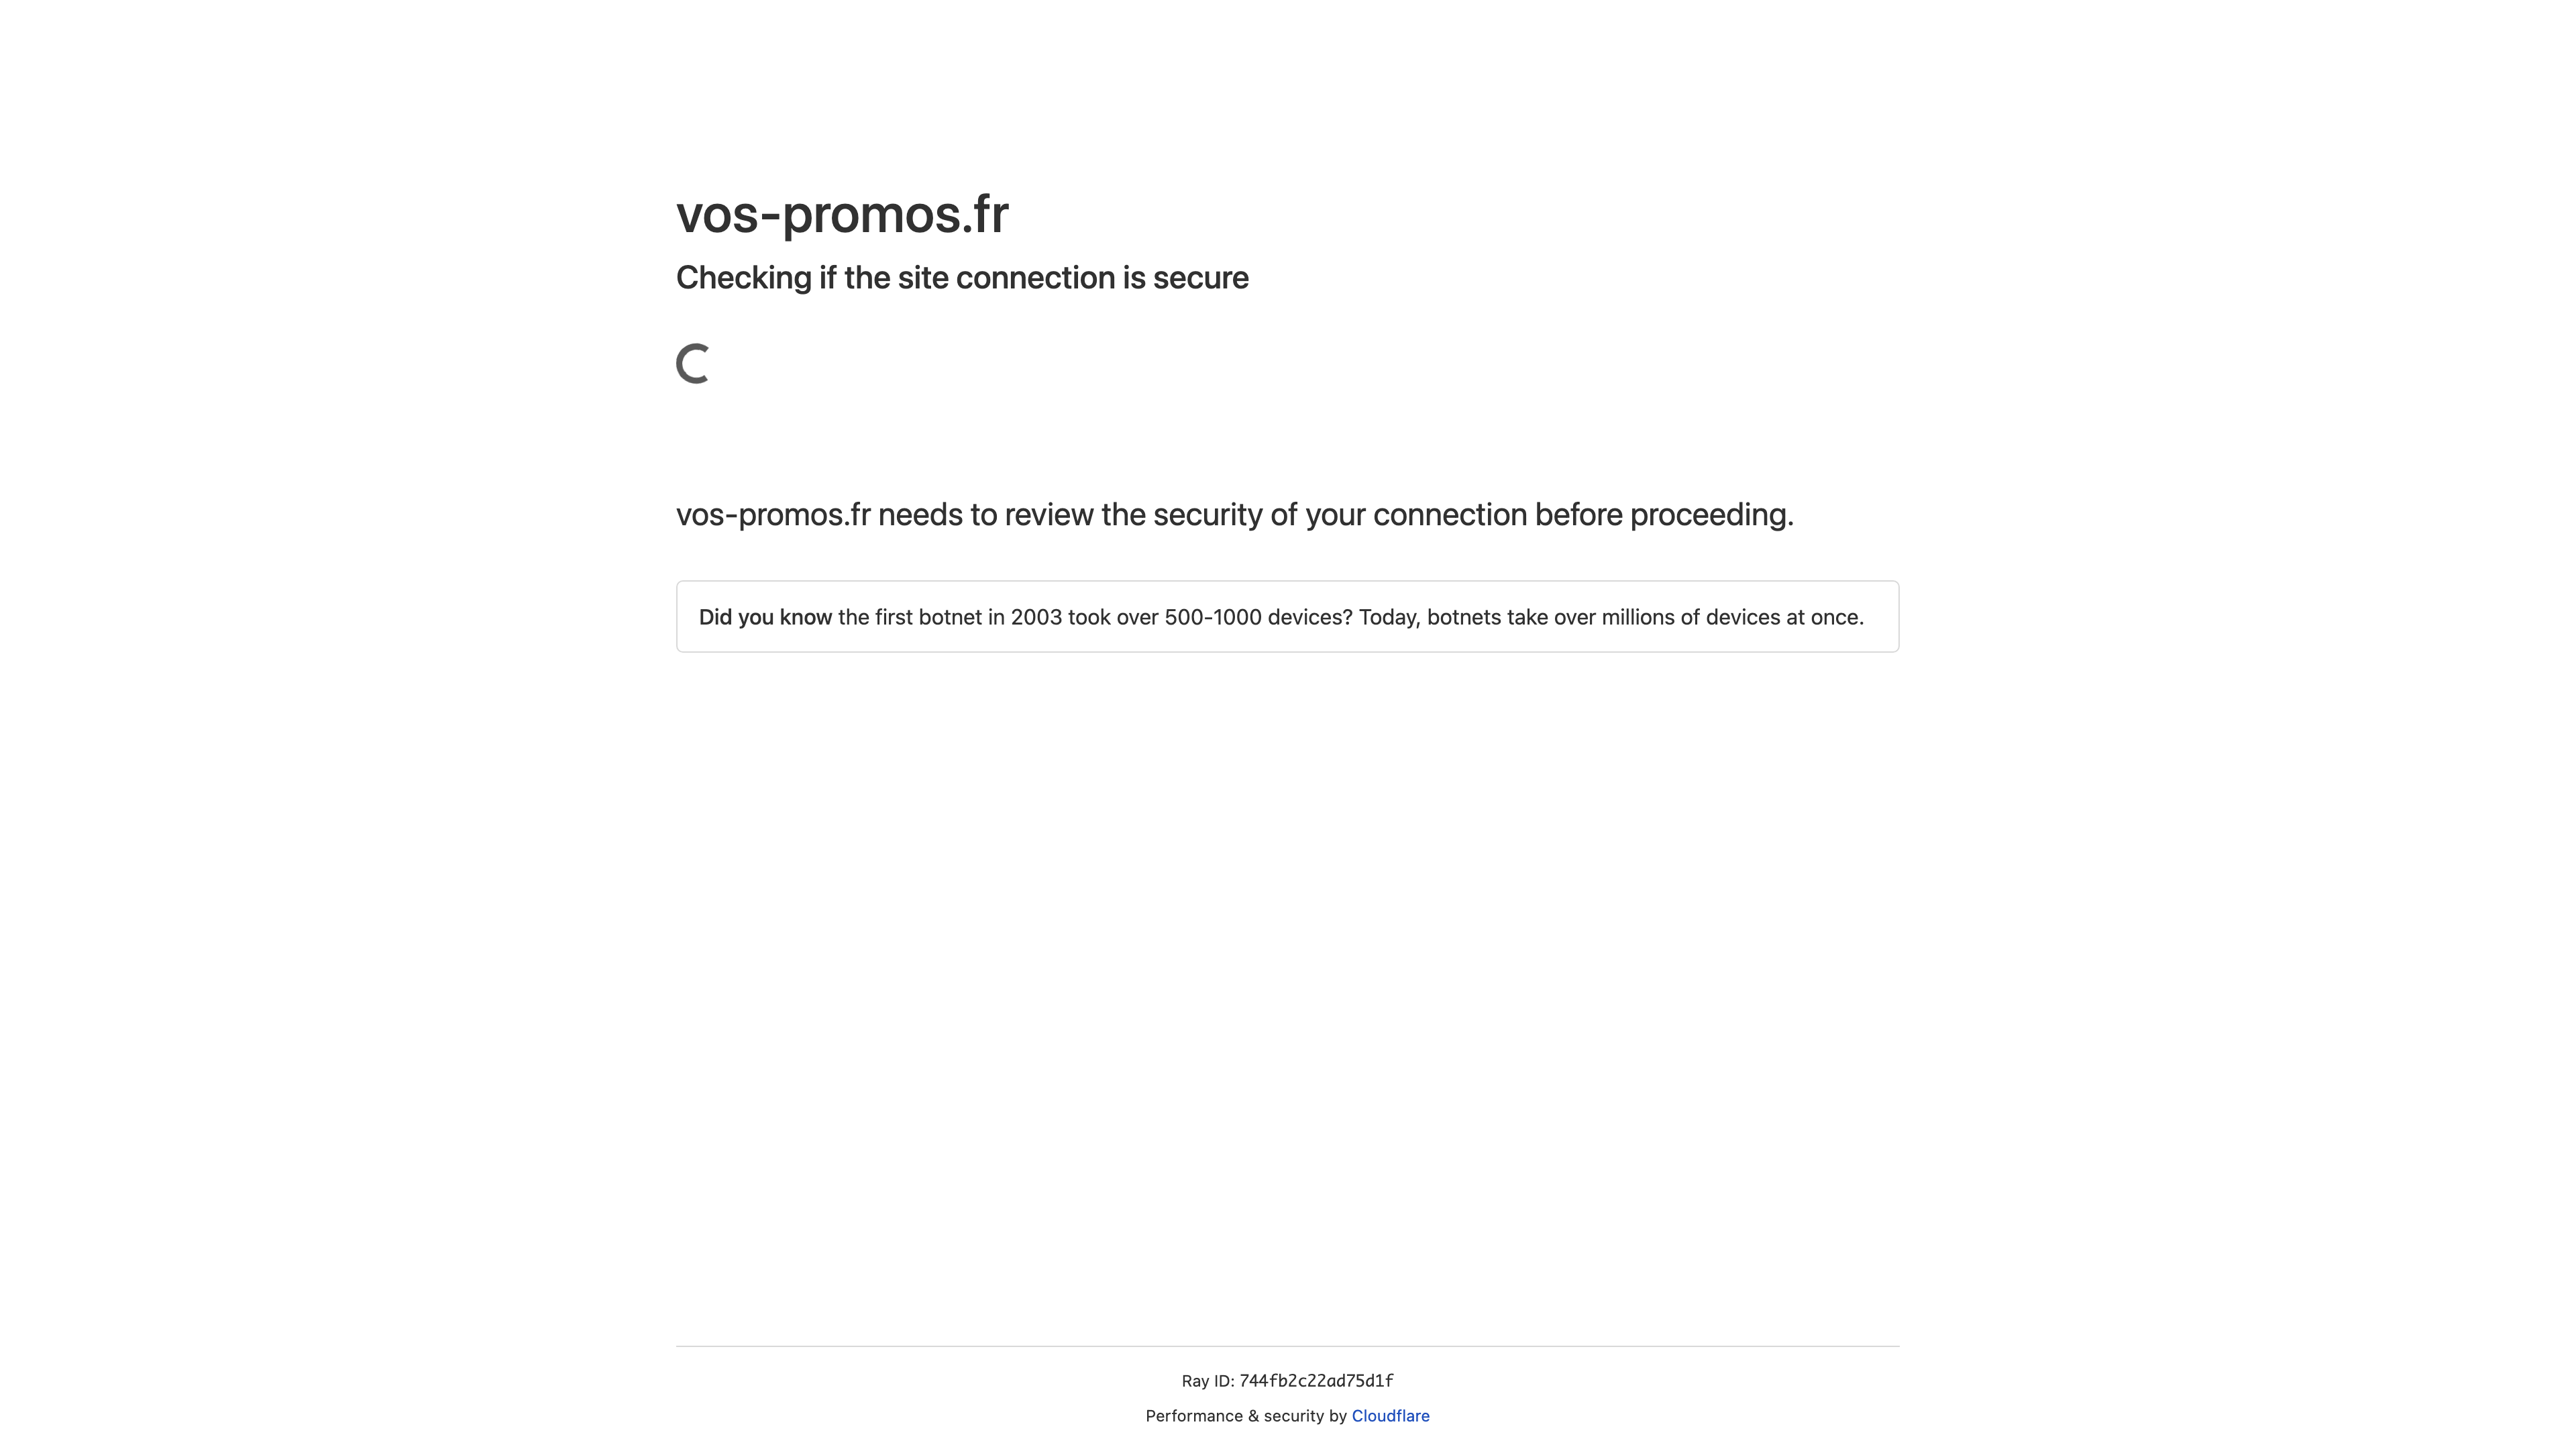 vos-promos.fr
Checking if the site connection is secure
vos-promos.fr needs to review the security of your connection before proceeding.
Did you know the first botnet in 2003 took over 500-1000 devices? Today, botnets take over millions of devices at once.
Ray ID: 744fb2c22ad75d1f
Performance & security by Cloudflare